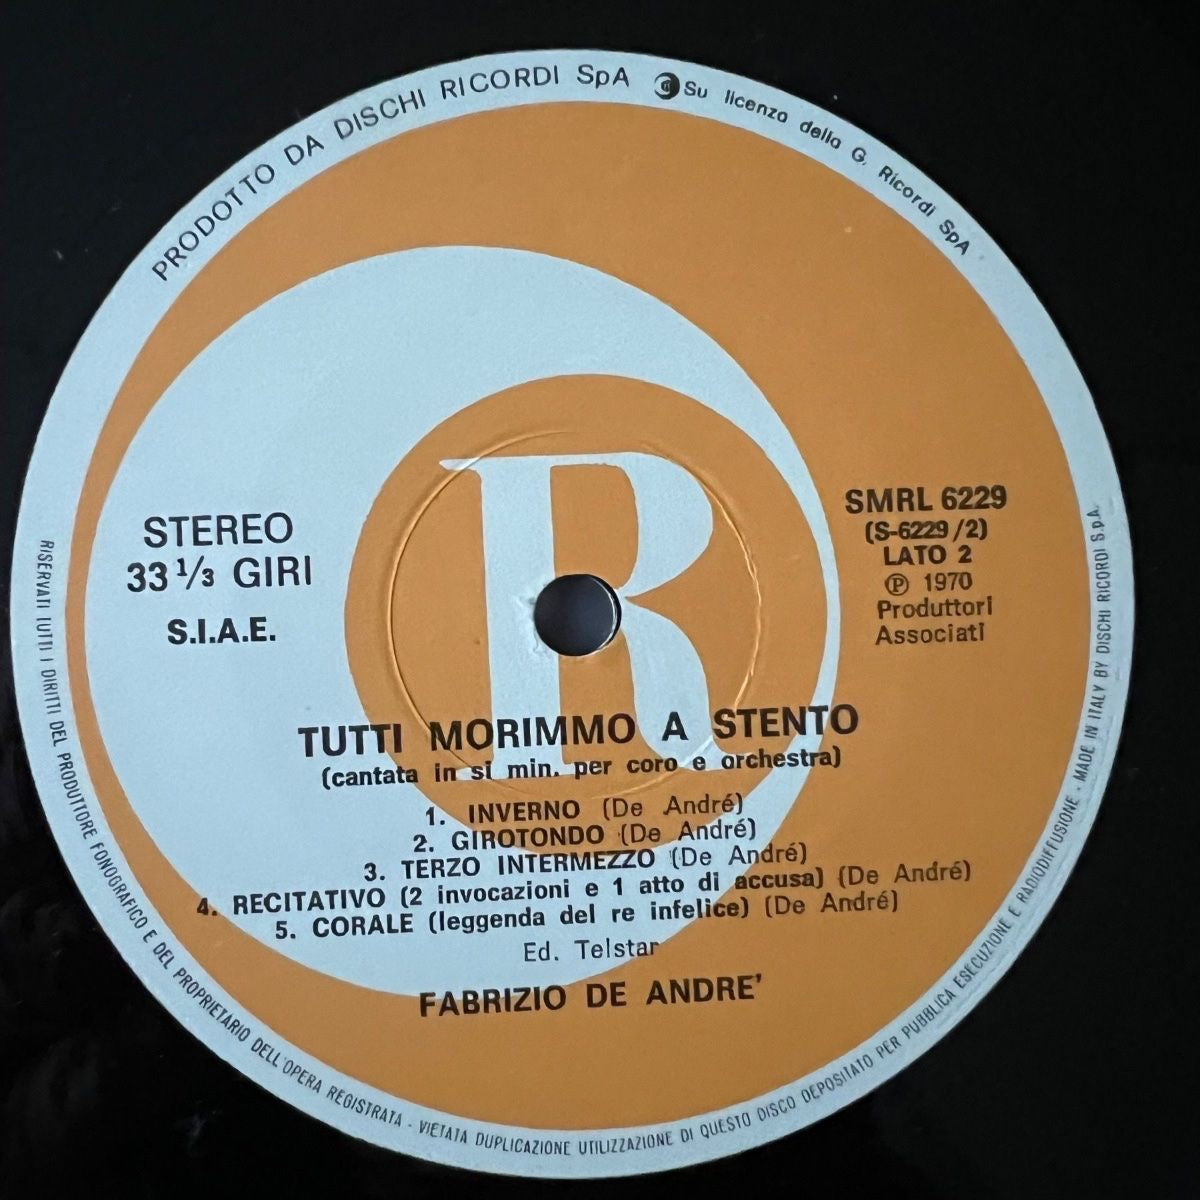 PRODOTTO DA DISCHI RICORDI SpA
Su licenza della G. Ricordi SpA
R
STEREO
33 1/3 GIRI
S.I.A.E.
SMRL 6229
(S-6229/2)
LATO 2
Ⓟ 1970
Produttori
Associati
TUTTI MORIMMO A STENTO
(cantata in si min. per coro e orchestra)
1. INVERNO (De André)
2. GIROTONDO (De André)
3. TERZO INTERMEZZO (De André)
4. RECITATIVO (2 invocazioni e 1 atto di accusa) (De André)
5. CORALE (leggenda del re infelice) (De André)
Ed. Telstar
FABRIZIO DE ANDRE'
RISERVATI TUTTI I DIRITTI DEL PRODUTTORE FONOGRAFICO E DEL PROPRIETARIO DELL'OPERA REGISTRATA - VIETATA DUPLICAZIONE UTILIZZAZIONE DI QUESTO DISCO DEPOSITATO PER PUBBLICA ESECUZIONE E RADIODIFFUSIONE - MADE IN ITALY BY DISCHI RICORDI S.p.A.